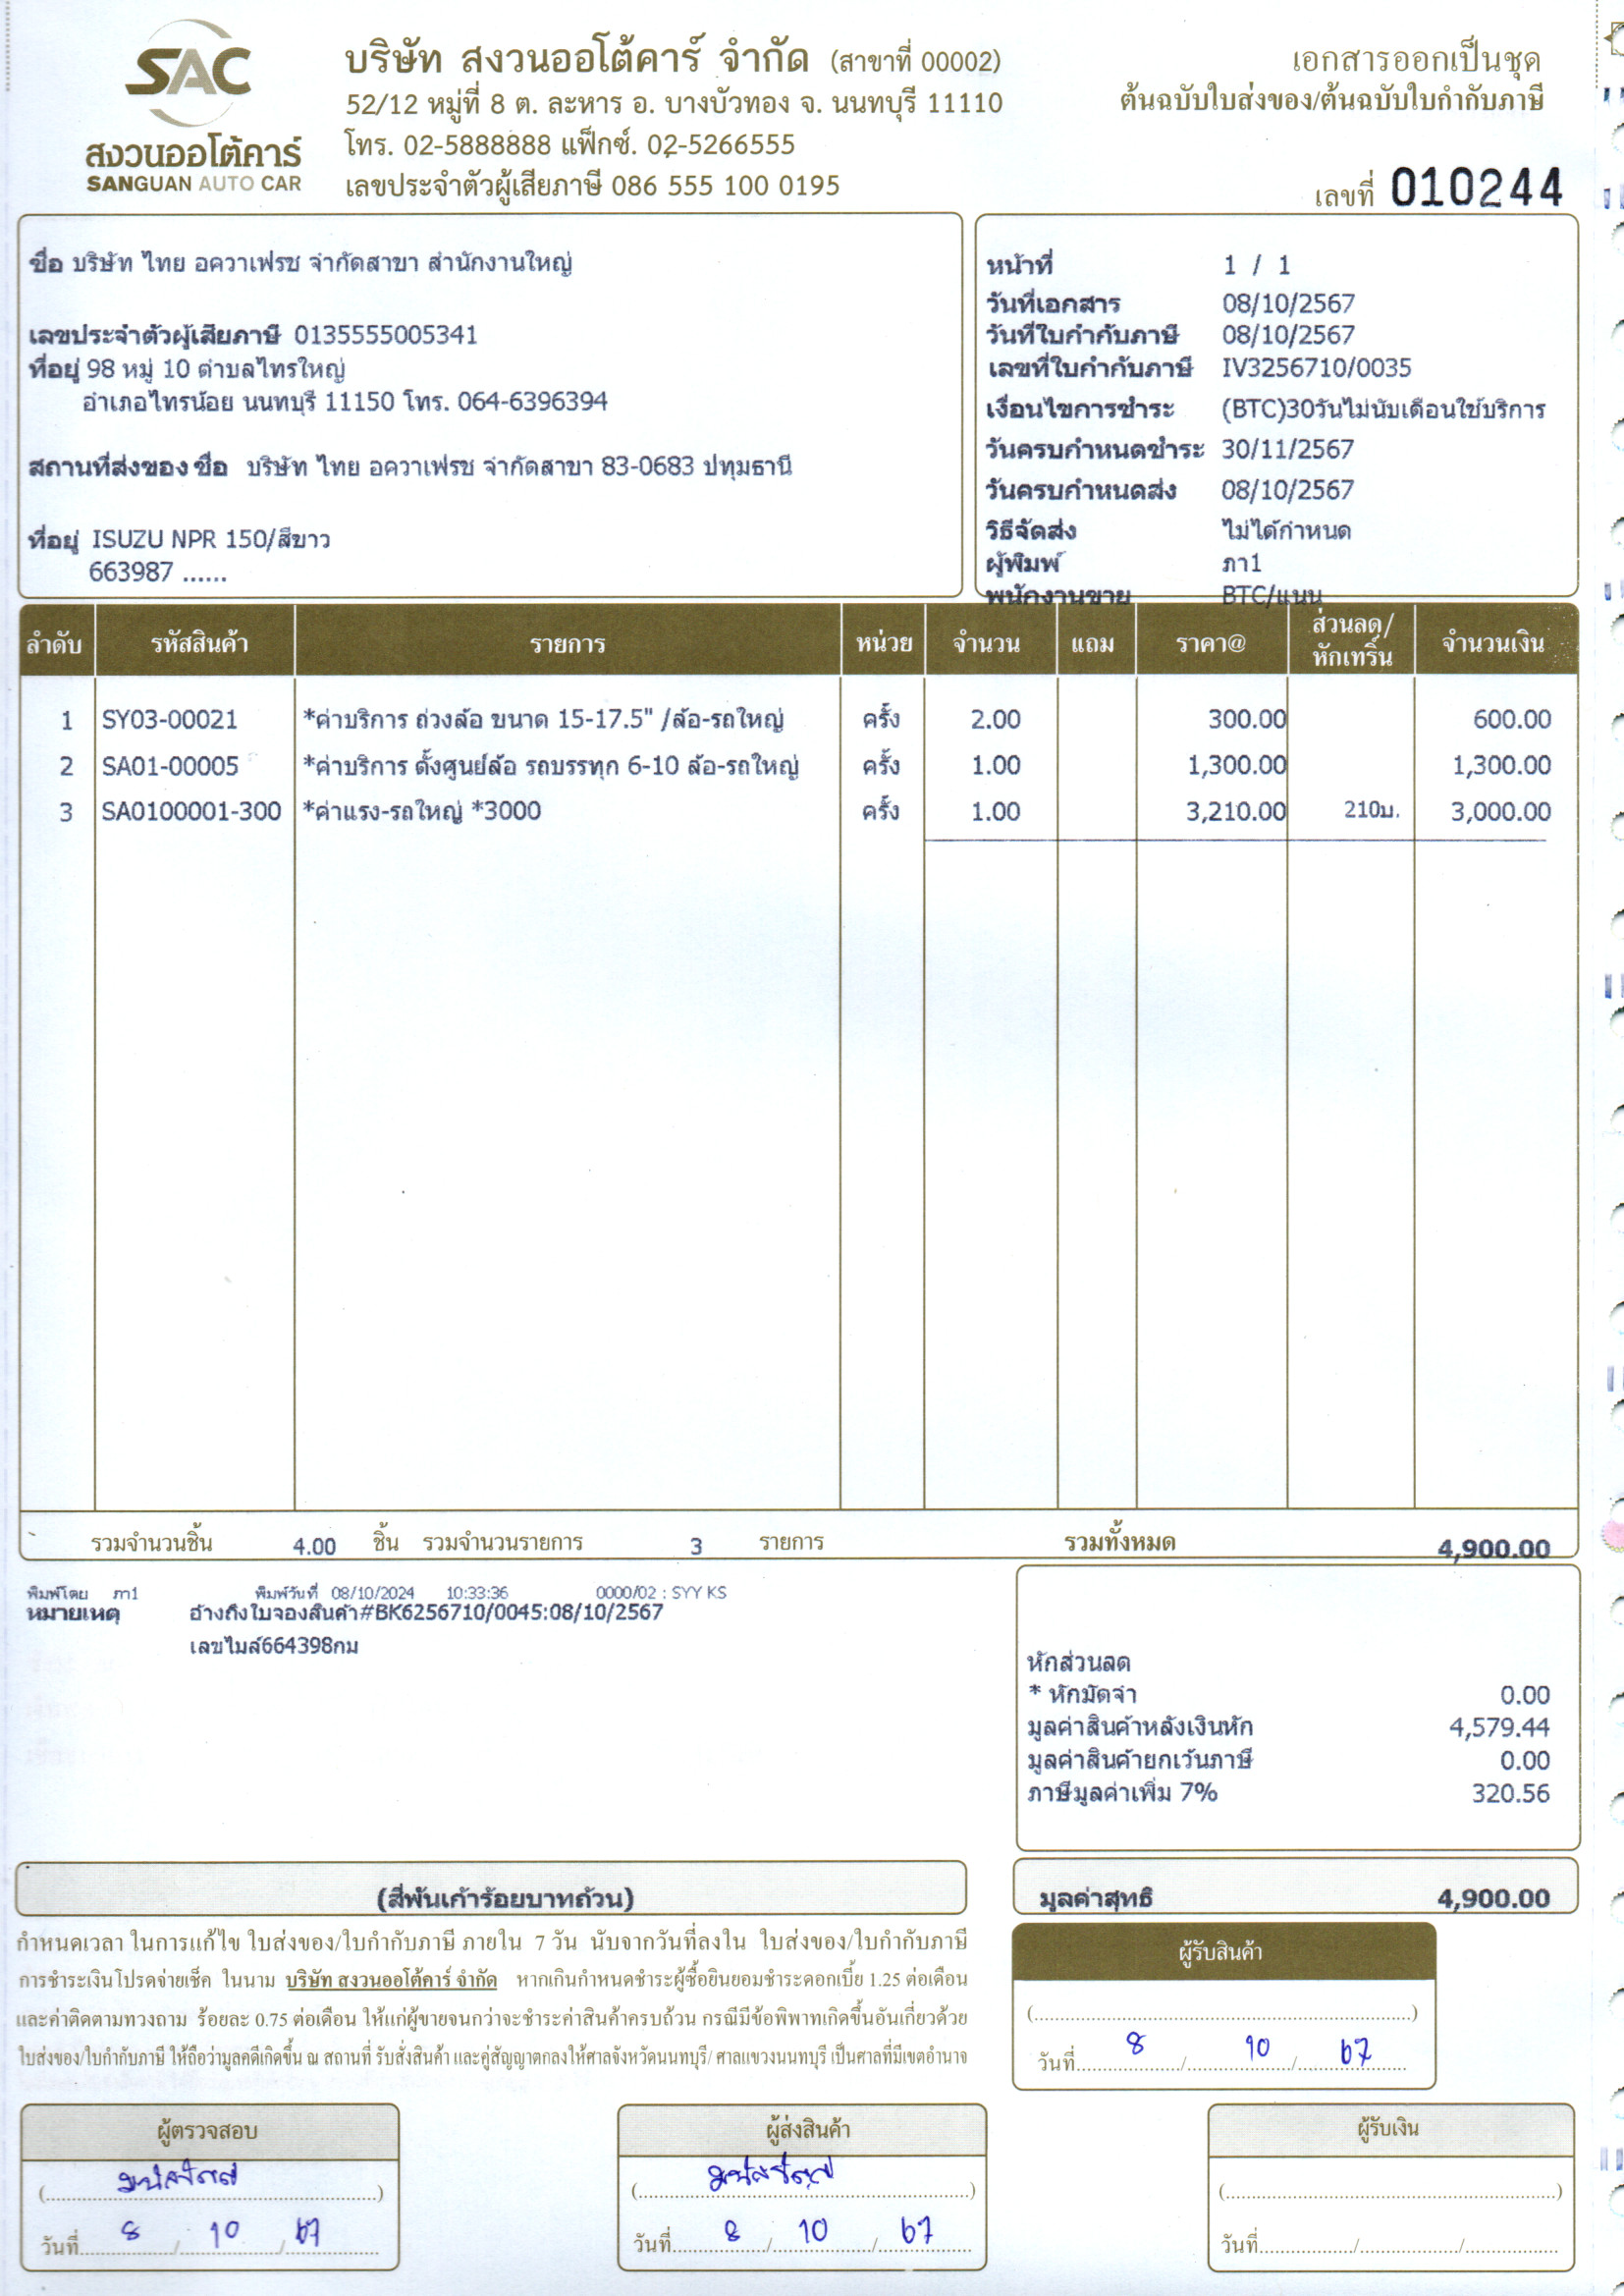 SAC
สงวนออโต้คาร์
SANGUAN AUTO CAR
บริษัท สงวนออโต้คาร์ จำกัด (สาขาที่ 00002)
52/12 หมู่ที่ 8 ต. ละหาร อ. บางบัวทอง จ. นนทบุรี 11110
โทร. 02-5888888 แฟ็กซ์. 02-5266555
เลขประจำตัวผู้เสียภาษี 086 555 100 0195
เอกสารออกเป็นชุด
ต้นฉบับใบส่งของ/ต้นฉบับใบกำกับภาษี
เลขที่ 010244
ชื่อ บริษัท ไทย อควาเฟรช จำกัดสาขา สำนักงานใหญ่
เลขประจำตัวผู้เสียภาษี 0135555005341
ที่อยู่ 98 หมู่ 10 ตำบลไทรใหญ่
อำเภอไทรน้อย นนทบุรี 11150 โทร. 064-6396394
สถานที่ส่งของ ชื่อ บริษัท ไทย อควาเฟรช จำกัดสาขา 83-0683 ปทุมธานี
ที่อยู่ ISUZU NPR 150/สีขาว
663987 ......
หน้าที่ 1 / 1
วันที่เอกสาร 08/10/2567
วันที่ใบกำกับภาษี 08/10/2567
เลขที่ใบกำกับภาษี IV3256710/0035
เงื่อนไขการชำระ (BTC)30วันไม่นับเดือนใช้บริการ
วันครบกำหนดชำระ 30/11/2567
วันครบกำหนดส่ง 08/10/2567
วิธีจัดส่ง ไม่ได้กำหนด
ผู้พิมพ์ ภา1
พนักงานขาย BTC/แนน
ลำดับ รหัสสินค้า รายการ หน่วย จำนวน แถม ราคา@ ส่วนลด/หักเทริ์น จำนวนเงิน
1 SY03-00021 *ค่าบริการ ถ่วงล้อ ขนาด 15-17.5" /ล้อ-รถใหญ่ ครั้ง 2.00 300.00 600.00
2 SA01-00005 *ค่าบริการ ตั้งศูนย์ล้อ รถบรรทุก 6-10 ล้อ-รถใหญ่ ครั้ง 1.00 1,300.00 1,300.00
3 SA0100001-300 *ค่าแรง-รถใหญ่ *3000 ครั้ง 1.00 3,210.00 210บ. 3,000.00
รวมจำนวนชิ้น 4.00 ชิ้น รวมจำนวนรายการ 3 รายการ รวมทั้งหมด 4,900.00
พิมพ์โดย ภา1 พิมพ์วันที่ 08/10/2024 10:33:36 0000/02 : SYY KS
หมายเหตุ อ้างถึงใบจองสินค้า#BK6256710/0045:08/10/2567
เลขไมล์664398กม
หักส่วนลด
* หักมัดจำ 0.00
มูลค่าสินค้าหลังเงินหัก 4,579.44
มูลค่าสินค้ายกเว้นภาษี 0.00
ภาษีมูลค่าเพิ่ม 7% 320.56
(สี่พันเก้าร้อยบาทถ้วน)
มูลค่าสุทธิ 4,900.00
กำหนดเวลา ในการแก้ไข ใบส่งของ/ใบกำกับภาษี ภายใน 7 วัน นับจากวันที่ลงใน ใบส่งของ/ใบกำกับภาษี
การชำระเงินโปรดจ่ายเช็ค ในนาม บริษัท สงวนออโต้คาร์ จำกัด หากเกินกำหนดชำระผู้ซื้อยินยอมชำระดอกเบี้ย 1.25 ต่อเดือน
และค่าติดตามทวงถาม ร้อยละ 0.75 ต่อเดือน ให้แก่ผู้ขายจนกว่าจะชำระค่าสินค้าครบถ้วน กรณีมีข้อพิพาทเกิดขึ้นอันเกี่ยวด้วย
ใบส่งของ/ใบกำกับภาษี ให้ถือว่ามูลคดีเกิดขึ้น ณ สถานที่ รับสั่งสินค้า และคู่สัญญาตกลงให้ศาลจังหวัดนนทบุรี/ ศาลแขวงนนทบุรี เป็นศาลที่มีเขตอำนาจ
ผู้รับสินค้า
(................)
วันที่ 8 / 10 / 67
ผู้ตรวจสอบ
วันที่ 8 / 10 / 67
ผู้ส่งสินค้า
วันที่ 8 / 10 / 67
ผู้รับเงิน
(................)
วันที่......../......../........